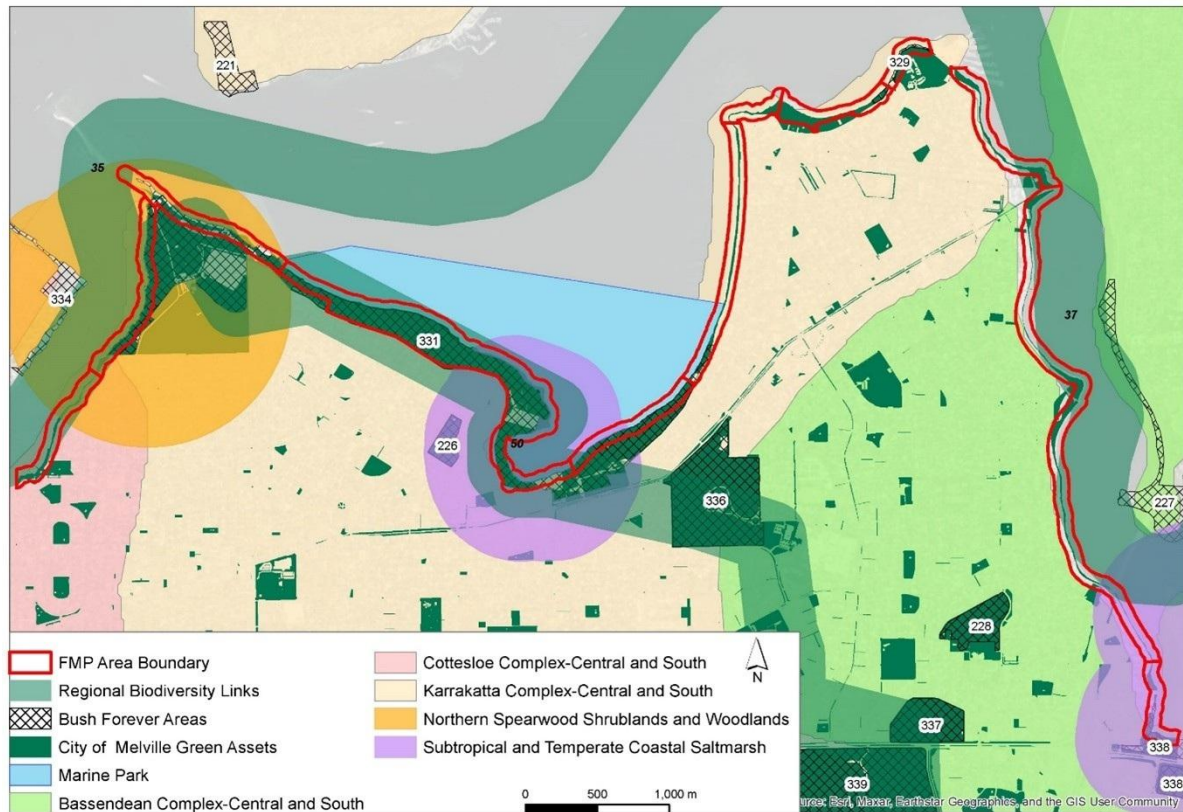 221
329
35
334
37
331
226
50
227
336
228
337
338
339
338
FMP Area Boundary
Regional Biodiversity Links
Bush Forever Areas
City of Melville Green Assets
Marine Park
Bassendean Complex-Central and South
Cottesloe Complex-Central and South
Karrakatta Complex-Central and South
Northern Spearwood Shrublands and Woodlands
Subtropical and Temperate Coastal Saltmarsh
N
0 500 1,000 m
urce: Esri, Maxar, Earthstar Geographics, and the GIS User Community